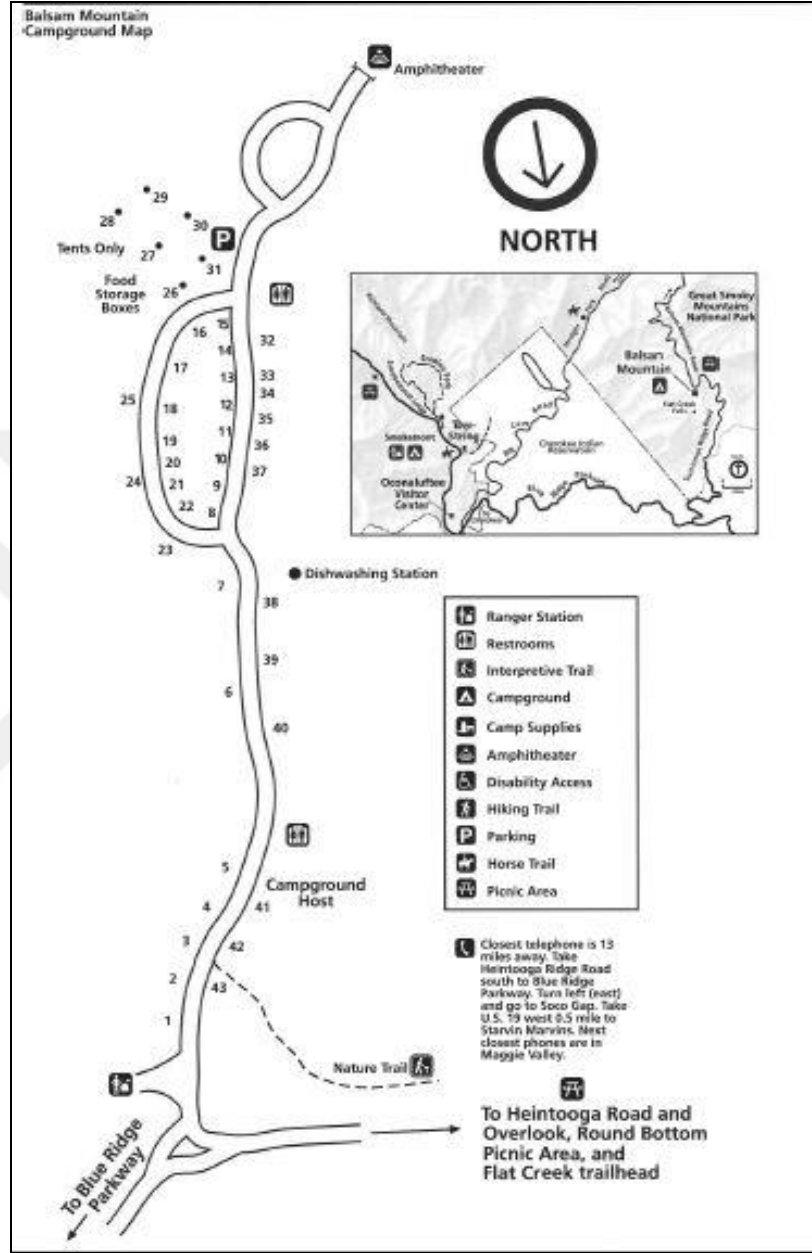 Balsam Mountain
Campground Map
Amphitheater
NORTH
29
28
30
Tents Only
27
P
31
Food
Storage
Boxes
26
15
16
32
14
17
33
13
34
25
12
18
35
11
19
36
10
20
37
24
21
9
22
8
23
7
Dishwashing Station
38
39
6
40
5
Campground
Host
4
41
3
42
2
43
1
Nature Trail
To Blue Ridge
Parkway
To Heintooga Road and
Overlook, Round Bottom
Picnic Area, and
Flat Creek trailhead
Great Smoky
Mountains
National Park
Balsam
Mountain
Flat Creek
Falls
Smokemont
Oconaluftee
Visitor
Center
Cherokee Indian
Reservation
Blue Ridge
Ranger Station
Restrooms
Interpretive Trail
Campground
Camp Supplies
Amphitheater
Disability Access
Hiking Trail
P
Parking
Horse Trail
Picnic Area
Closest telephone is 13
miles away. Take
Heintooga Ridge Road
south to Blue Ridge
Parkway. Turn left (east)
and go to Soco Gap. Take
U.S. 19 west 0.5 mile to
Starvin Marvins. Next
closest phones are in
Maggie Valley.